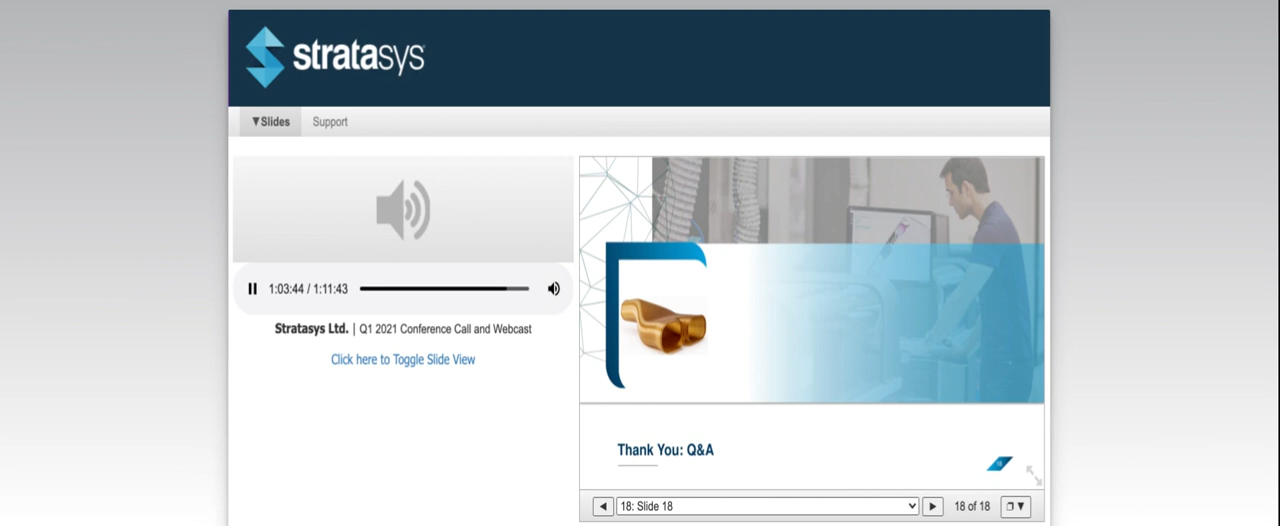 stratasys
▼Slides
Support
1:03:44 / 1:11:43
Stratasys Ltd. | Q1 2021 Conference Call and Webcast
Click here to Toggle Slide View
Thank You: Q&A
18: Slide 18
18 of 18